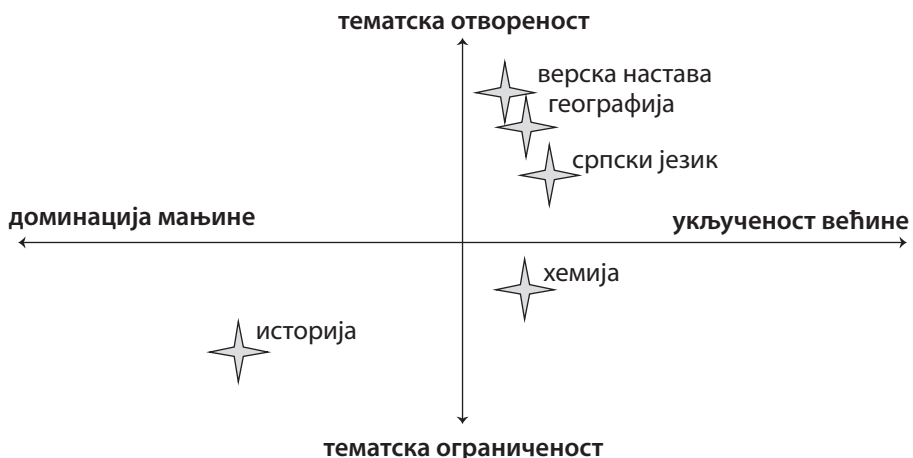 тематска отвореност
верска настава
географија
српски језик
доминација мањине
укљученост већине
хемија
историја
тематска ограниченост